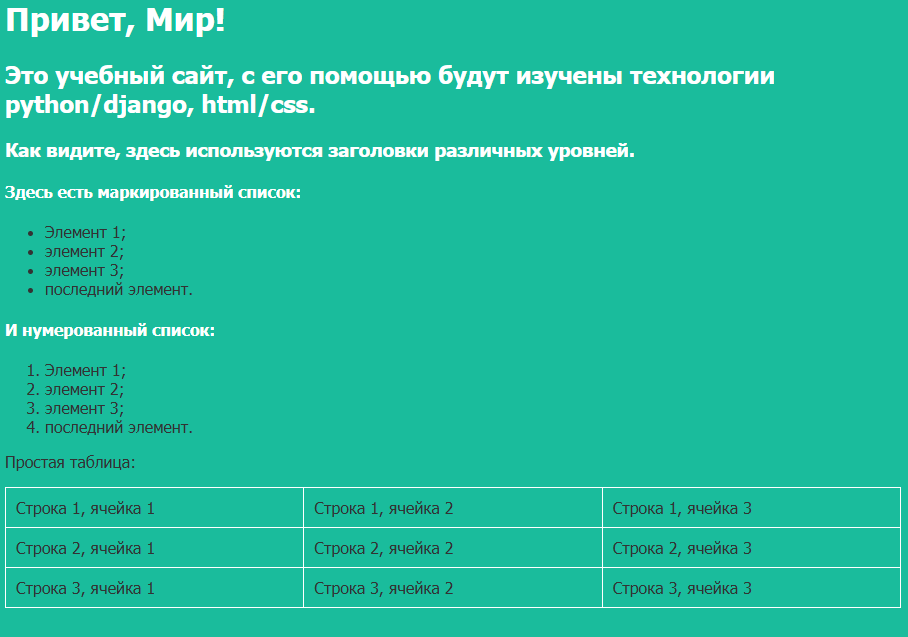 Привет, Мир!
Это учебный сайт, с его помощью будут изучены технологии
python/django, html/css.
Как видите, здесь используются заголовки различных уровней.
Здесь есть маркированный список:
• Элемент 1;
• элемент 2;
• элемент 3;
• последний элемент.
И нумерованный список:
1. Элемент 1;
2. элемент 2;
3. элемент 3;
4. последний элемент.
Простая таблица:
Строка 1, ячейка 1 Строка 1, ячейка 2 Строка 1, ячейка 3
Строка 2, ячейка 1 Строка 2, ячейка 2 Строка 2, ячейка 3
Строка 3, ячейка 1 Строка 3, ячейка 2 Строка 3, ячейка 3